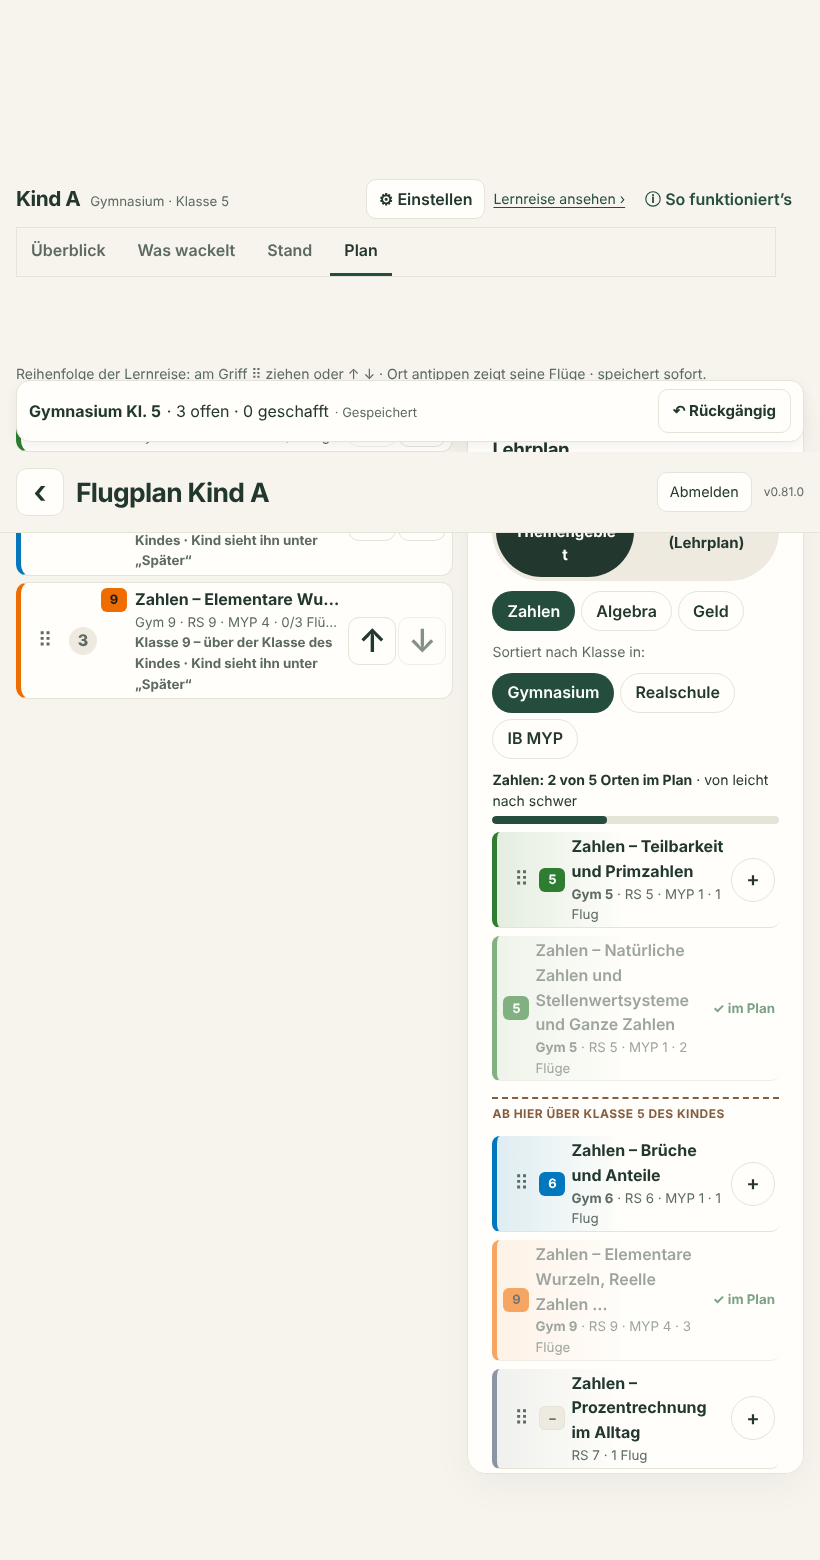 Kind A Gymnasium · Klasse 5
⚙ Einstellen
Lernreise ansehen ›
ⓘ So funktioniert’s
Überblick
Was wackelt
Stand
Plan
Reihenfolge der Lernreise: am Griff ⠿ ziehen oder ↑ ↓ · Ort antippen zeigt seine Flüge · speichert sofort.
Gymnasium Kl. 5 · 3 offen · 0 geschafft · Gespeichert
↶ Rückgängig
Lehrplan
‹
Flugplan Kind A
Abmelden
v0.81.0
Kindes · Kind sieht ihn unter
„Später“
⠿
3
9
Zahlen – Elementare Wu…
Gym 9 · RS 9 · MYP 4 · 0/3 Flü…
Klasse 9 – über der Klasse des
Kindes · Kind sieht ihn unter
„Später“
↑
↓
Themengebie
t
(Lehrplan)
Zahlen
Algebra
Geld
Sortiert nach Klasse in:
Gymnasium
Realschule
IB MYP
Zahlen: 2 von 5 Orten im Plan · von leicht
nach schwer
⠿
5
Zahlen – Teilbarkeit
und Primzahlen
Gym 5 · RS 5 · MYP 1 · 1
Flug
+
5
Zahlen – Natürliche
Zahlen und
Stellenwertsysteme
und Ganze Zahlen
Gym 5 · RS 5 · MYP 1 · 2
Flüge
✓ im Plan
AB HIER ÜBER KLASSE 5 DES KINDES
⠿
6
Zahlen – Brüche
und Anteile
Gym 6 · RS 6 · MYP 1 · 1
Flug
+
9
Zahlen – Elementare
Wurzeln, Reelle
Zahlen …
Gym 9 · RS 9 · MYP 4 · 3
Flüge
✓ im Plan
⠿
–
Zahlen –
Prozentrechnung
im Alltag
RS 7 · 1 Flug
+